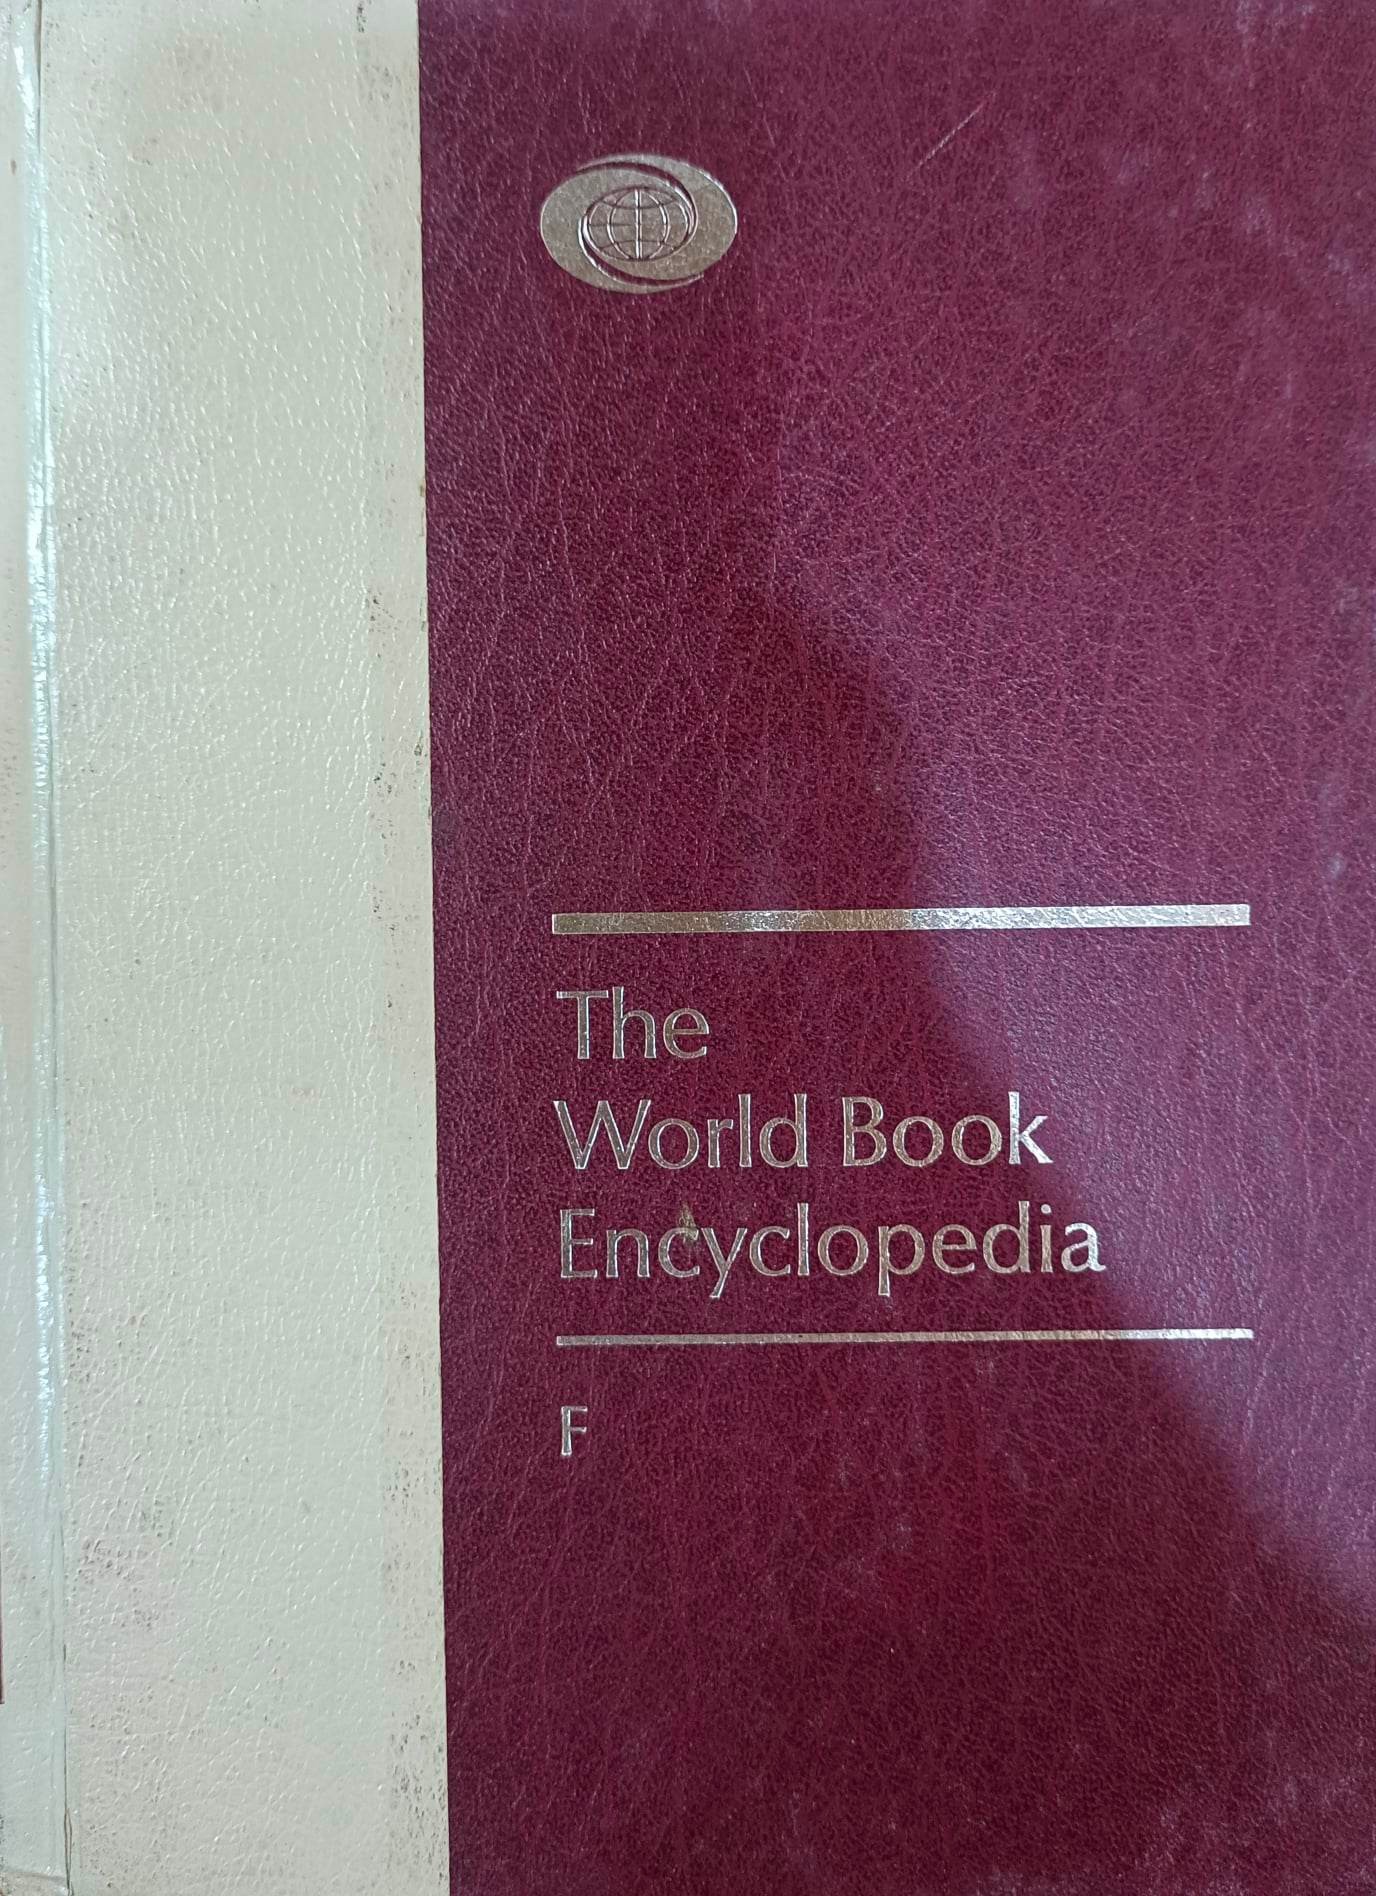 The
World Book
Encyclopedia
F